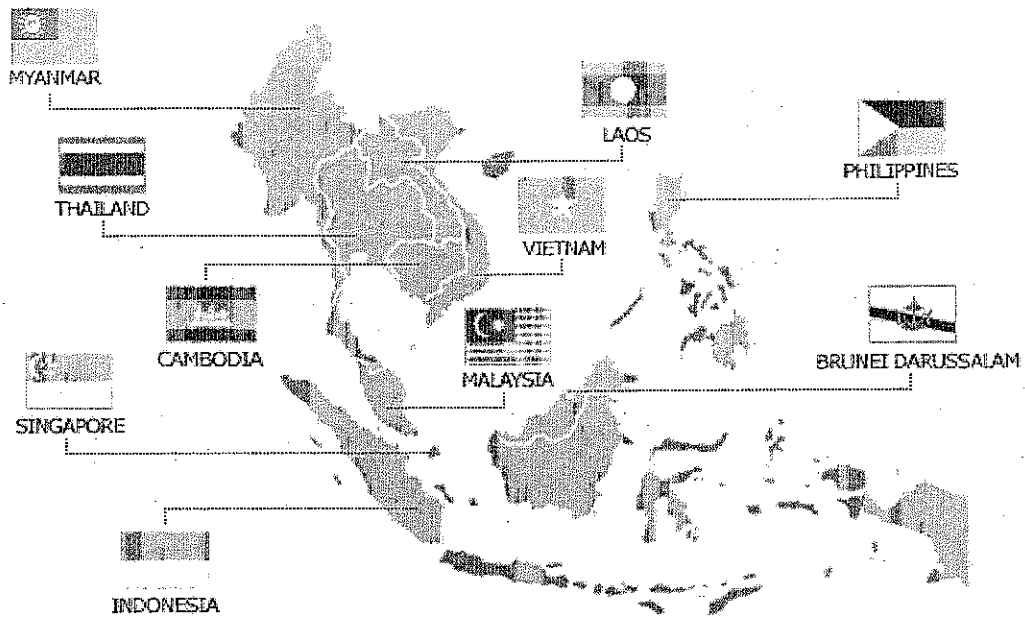 MYANMAR
LAOS
PHILIPPINES
THAILAND
VIETNAM
CAMBODIA
MALAYSIA
BRUNEI DARUSSALAM
SINGAPORE
INDONESIA